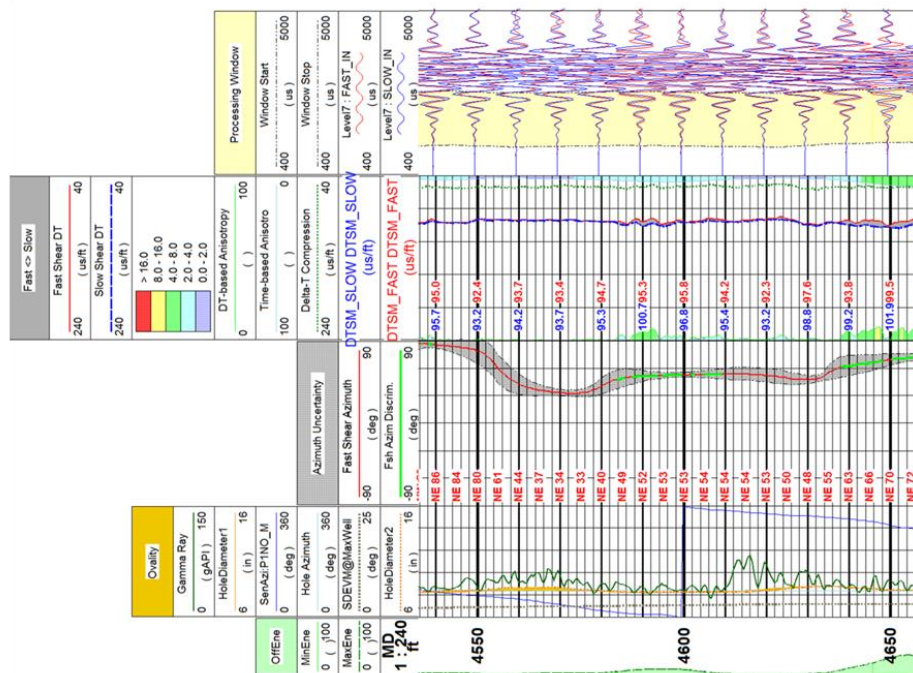 OffEne
MinEne
0 ( ) 100
MaxEne
0 ( ) 100
MD
1 : 240
ft
Ovality
Gamma Ray
0 ( gAPI ) 150
HoleDiameter1
6 ( in ) 16
SenAzi:P1NO_M
0 ( deg ) 360
Hole Azimuth
0 ( deg ) 360
SDEVM@MaxWell
0 ( deg ) 25
HoleDiameter2
6 ( in ) 16
Azimuth Uncertainty
Fast Shear Azimuth
-90 ( deg ) 90
Fsh Azim Discrim.
-90 ( deg ) 90
Fast <> Slow
Fast Shear DT
240 ( us/ft ) 40
Slow Shear DT
240 ( us/ft ) 40
> 16.0
8.0 - 16.0
4.0 - 8.0
2.0 - 4.0
0.0 - 2.0
DT-based Anisotropy
0 ( ) 100
Time-based Anisotro
100 ( ) 0
Delta-T Compression
240 ( us/ft ) 40
DTSM_SLOW DTSM_SLOW
(us/ft)
DTSM_FAST DTSM_FAST
(us/ft)
Processing Window
Window Start
400 ( us ) 5000
Window Stop
400 ( us ) 5000
Level7 : FAST_IN
400 ( us ) 5000
Level7 : SLOW_IN
400 ( us ) 5000
NE 86 95.7 95.0
NE 84
4550 NE 80 93.2 92.4
NE 61
NE 44 94.2 93.7
NE 37
NE 34 93.7 93.4
NE 33
NE 40 95.3 94.7
NE 49
NE 52 100.7 95.3
NE 53
4600 NE 53 96.8 95.8
NE 54
NE 54 95.4 94.2
NE 54
NE 53 93.2 92.3
NE 50
NE 48 98.8 97.6
NE 55
NE 63 99.2 93.8
NE 66
4650 NE 70 101.9 99.5
NE 72